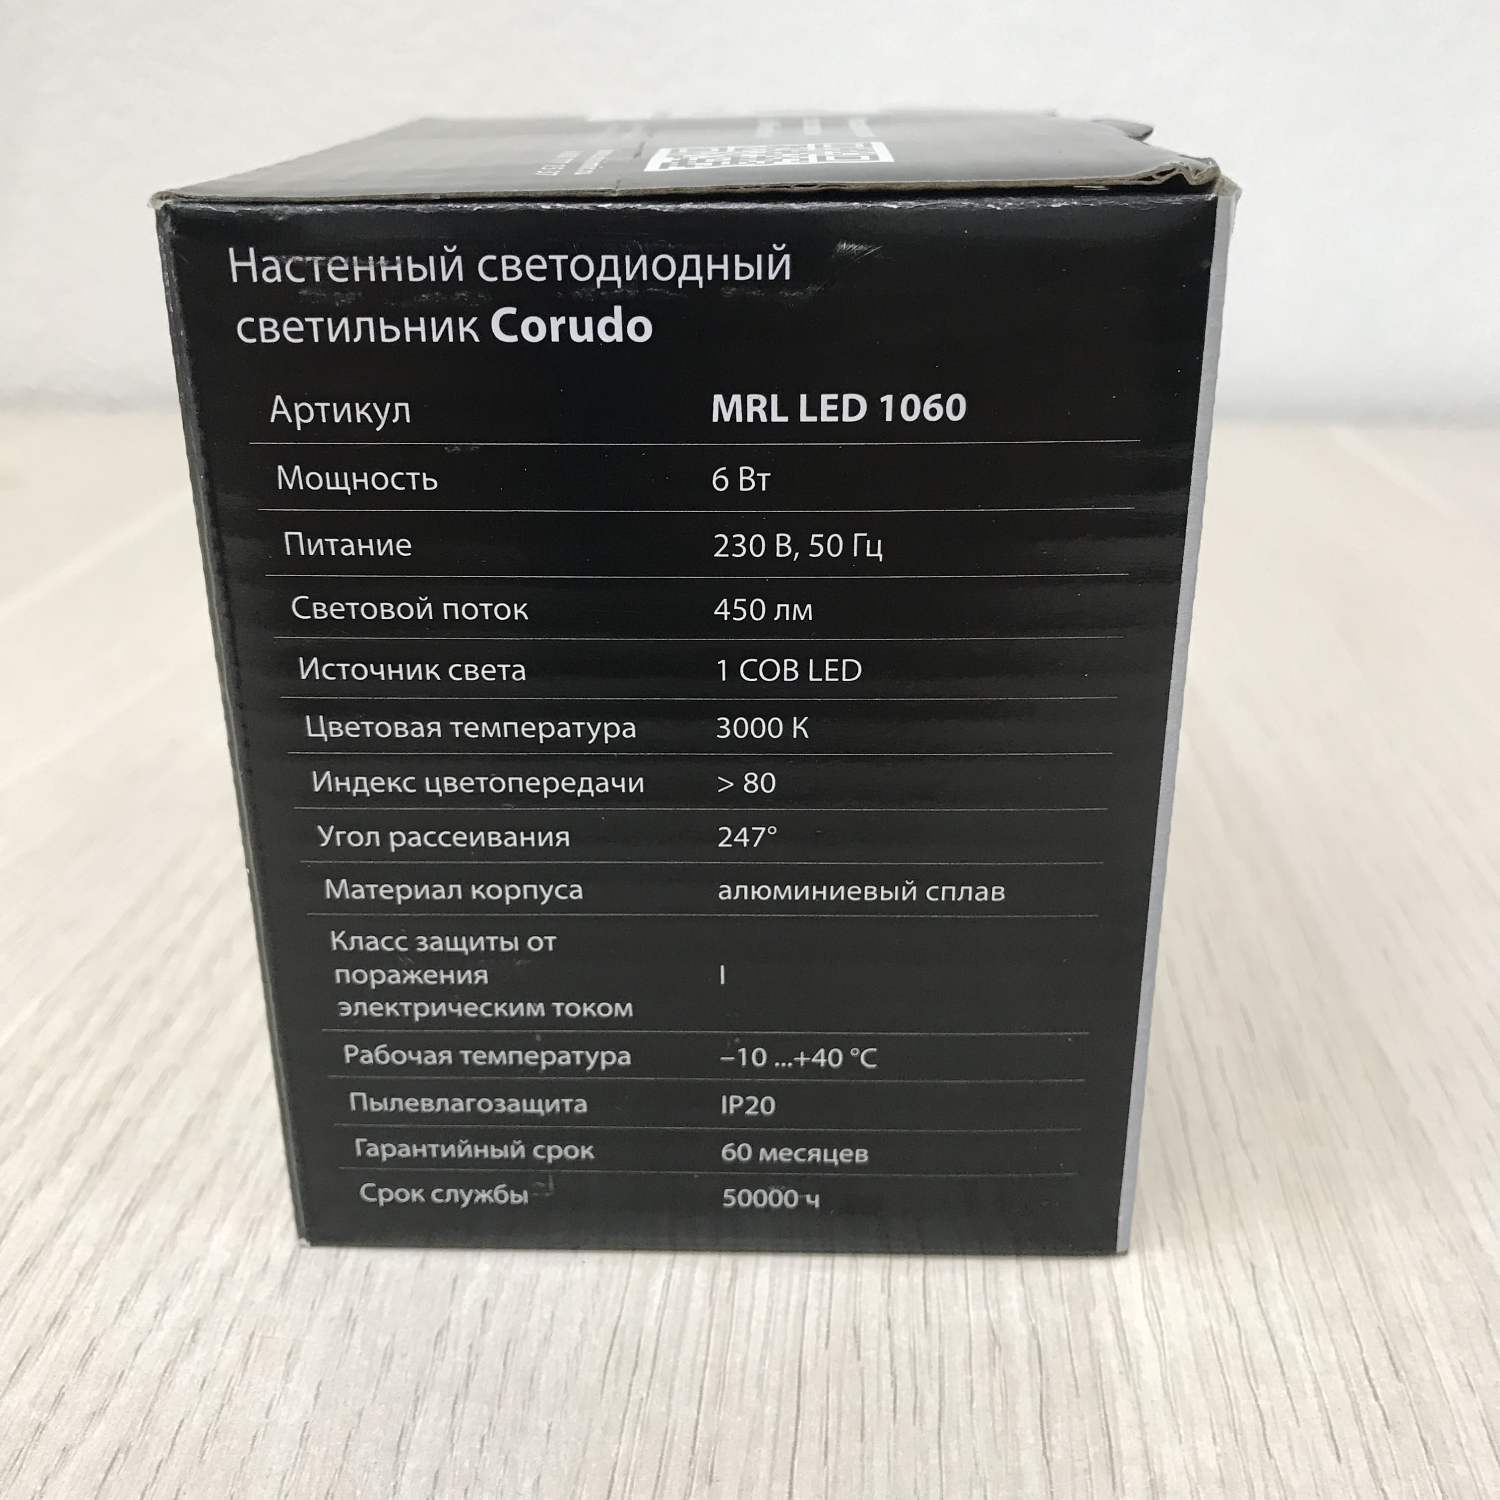 Настенный светодиодный
светильник Corudo
Артикул MRL LED 1060
Мощность 6 Вт
Питание 230 В, 50 Гц
Световой поток 450 лм
Источник света 1 COB LED
Цветовая температура 3000 К
Индекс цветопередачи > 80
Угол рассеивания 247°
Материал корпуса алюминиевый сплав
Класс защиты от
поражения I
электрическим током
Рабочая температура –10 ...+40 °C
Пылевлагозащита IP20
Гарантийный срок 60 месяцев
Срок службы 50000 ч